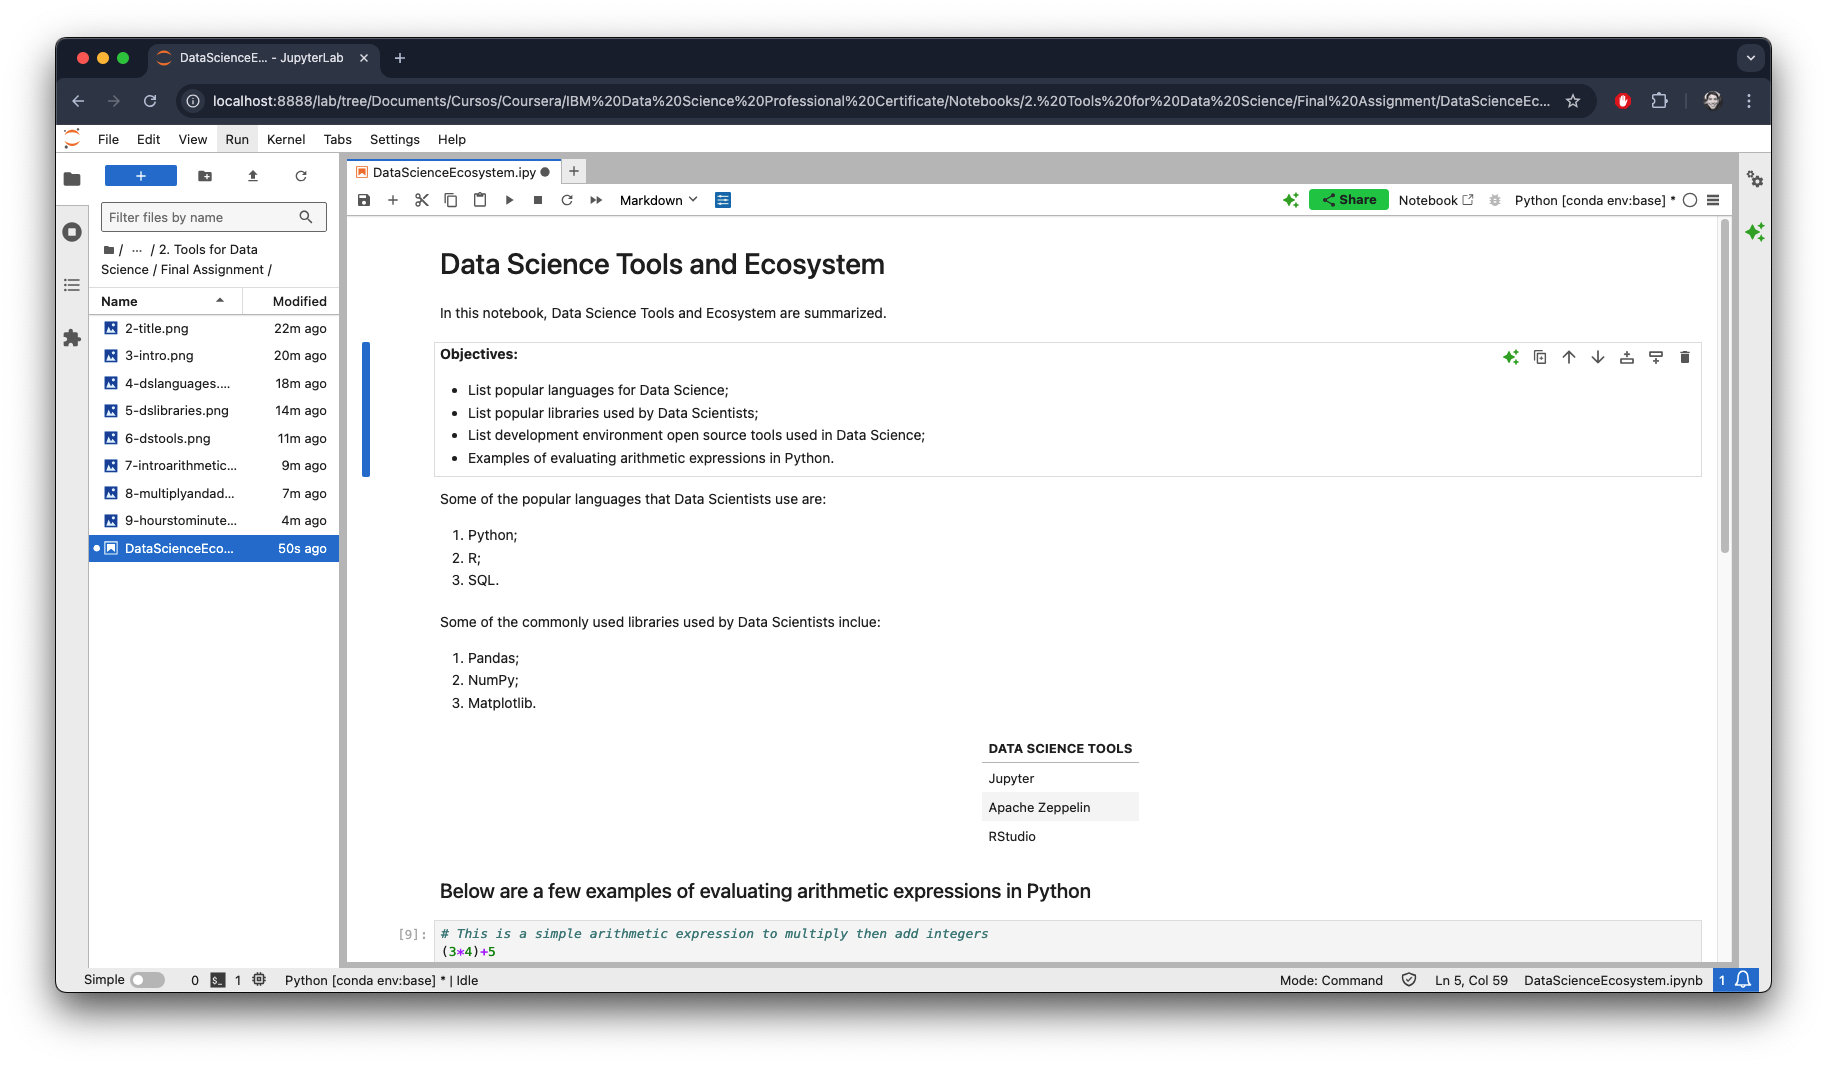 DataScienceE... - JupyterLab
localhost:8888/lab/tree/Documents/Cursos/Coursera/IBM%20Data%20Science%20Professional%20Certificate/Notebooks/2.%20Tools%20for%20Data%20Science/Final%20Assignment/DataScienceEc...
File Edit View Run Kernel Tabs Settings Help
Filter files by name
/ ... / 2. Tools for Data
Science / Final Assignment /
Name Modified
2-title.png 22m ago
3-intro.png 20m ago
4-dslanguages.... 18m ago
5-dslibraries.png 14m ago
6-dstools.png 11m ago
7-introarithmetic... 9m ago
8-multiplyandad... 7m ago
9-hourstominute... 4m ago
DataScienceEco... 50s ago
DataScienceEcosystem.ipy
Markdown Share Notebook Python [conda env:base] *
Data Science Tools and Ecosystem
In this notebook, Data Science Tools and Ecosystem are summarized.
Objectives:
• List popular languages for Data Science;
• List popular libraries used by Data Scientists;
• List development environment open source tools used in Data Science;
• Examples of evaluating arithmetic expressions in Python.
Some of the popular languages that Data Scientists use are:
1. Python;
2. R;
3. SQL.
Some of the commonly used libraries used by Data Scientists inclue:
1. Pandas;
2. NumPy;
3. Matplotlib.
DATA SCIENCE TOOLS
Jupyter
Apache Zeppelin
RStudio
Below are a few examples of evaluating arithmetic expressions in Python
[9]: # This is a simple arithmetic expression to multiply then add integers
(3*4)+5
Simple 0 1 Python [conda env:base] * | Idle Mode: Command Ln 5, Col 59 DataScienceEcosystem.ipynb 1